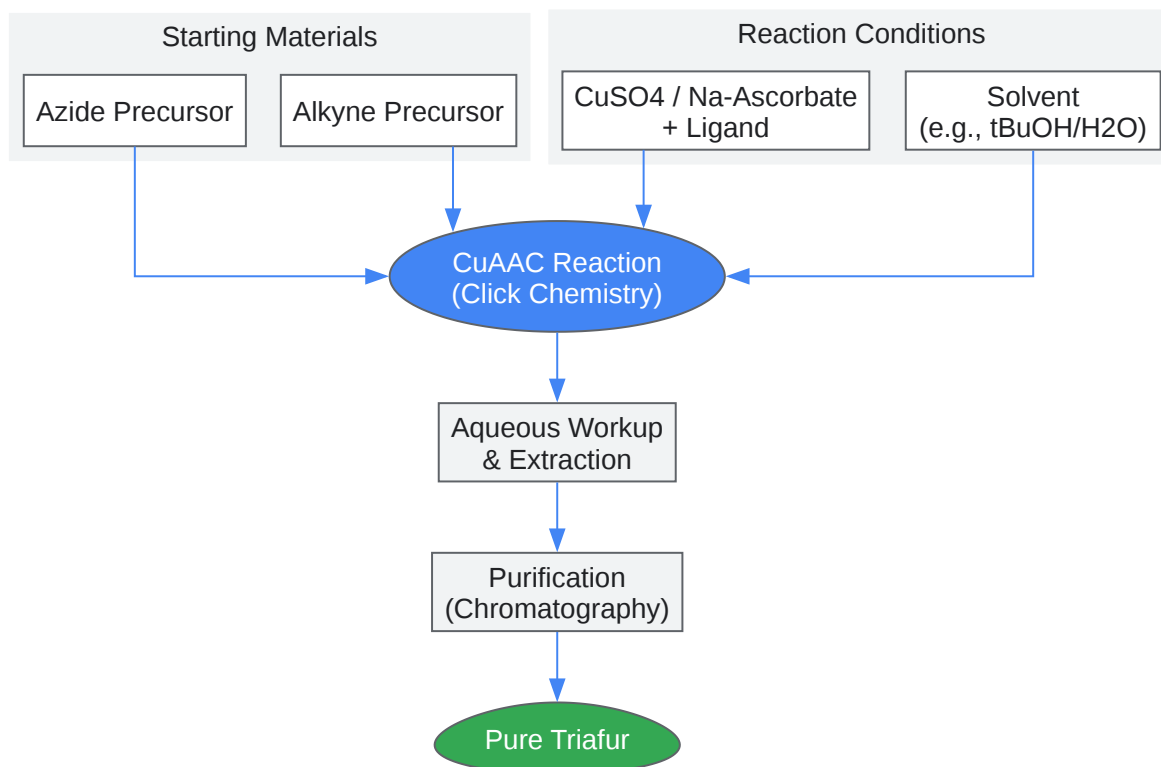 Starting Materials
Azide Precursor
Alkyne Precursor
Reaction Conditions
CuSO4 / Na-Ascorbate
+ Ligand
Solvent
(e.g., tBuOH/H2O)
CuAAC Reaction
(Click Chemistry)
Aqueous Workup
& Extraction
Purification
(Chromatography)
Pure Triafur